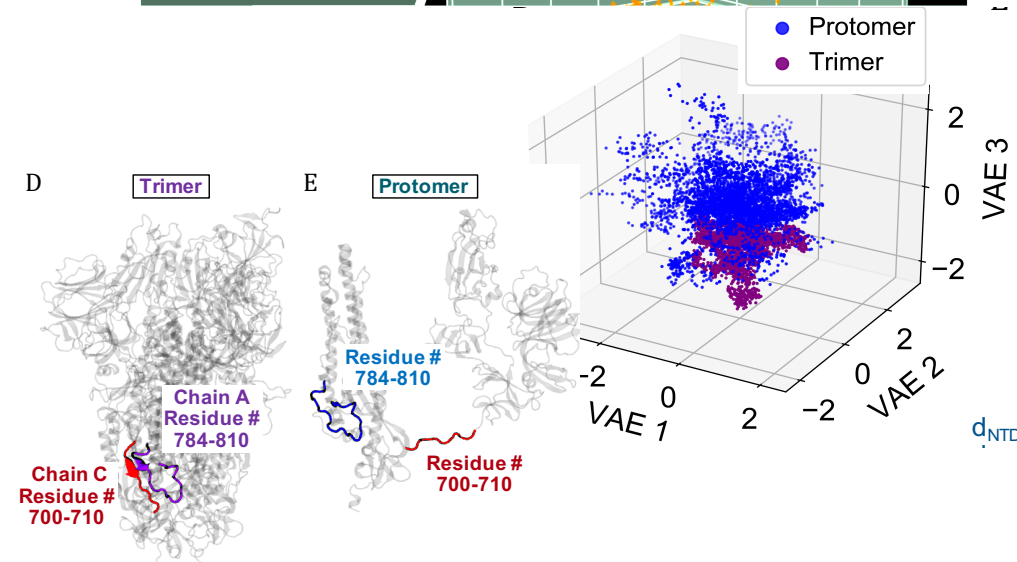 Protomer
Trimer
2
0
−2
VAE 3
D
Trimer
E
Protomer
Residue #
784-810
Chain A
Residue #
784-810
Chain C
Residue #
700-710
Residue #
700-710
-2
0
2
VAE 1
−2
0
2
VAE 2
dNTD